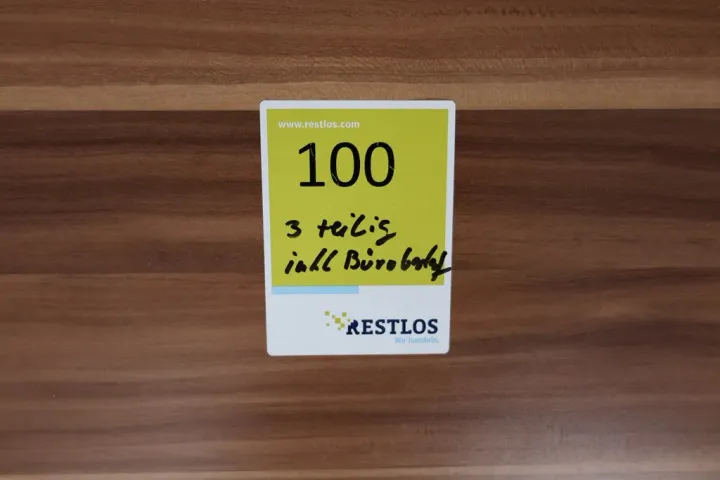 www.restlos.com
100
3 teilig
inkl Bürobedarf
RESTLOS
Wir handeln.